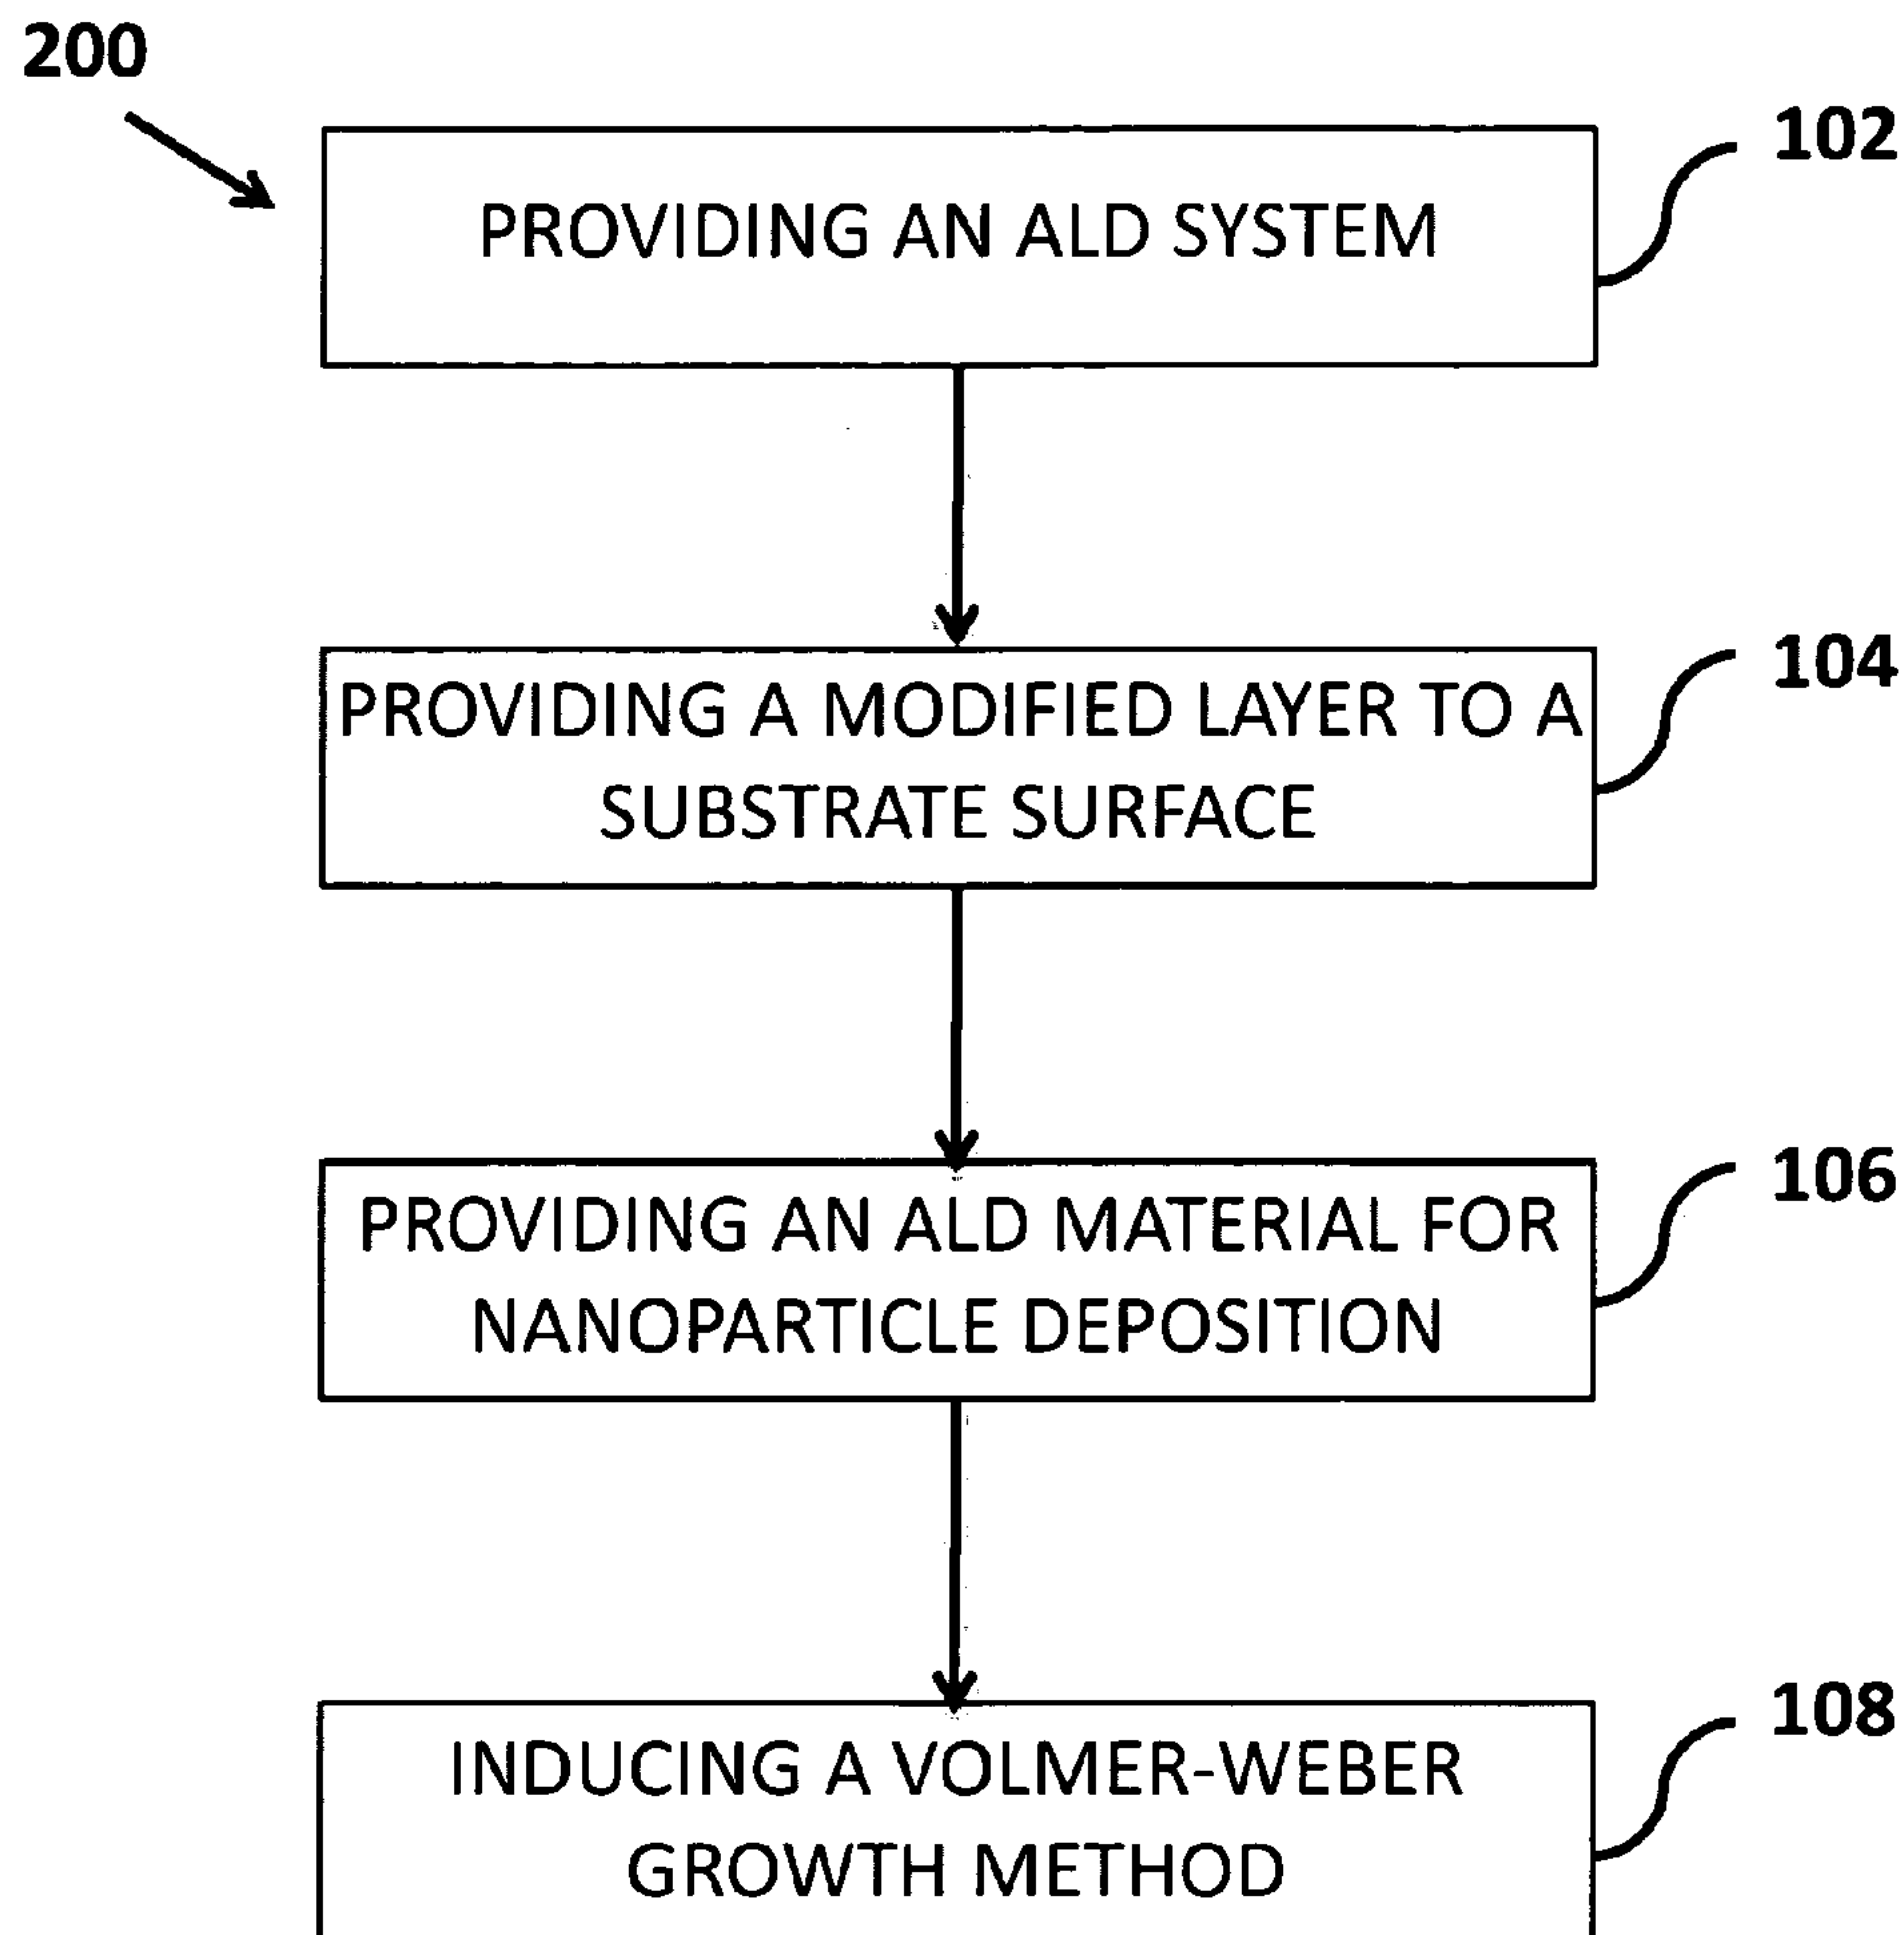 200
102
PROVIDING AN ALD SYSTEM
104
PROVIDING A MODIFIED LAYER TO A
SUBSTRATE SURFACE
106
PROVIDING AN ALD MATERIAL FOR
NANOPARTICLE DEPOSITION
108
INDUCING A VOLMER-WEBER
GROWTH METHOD